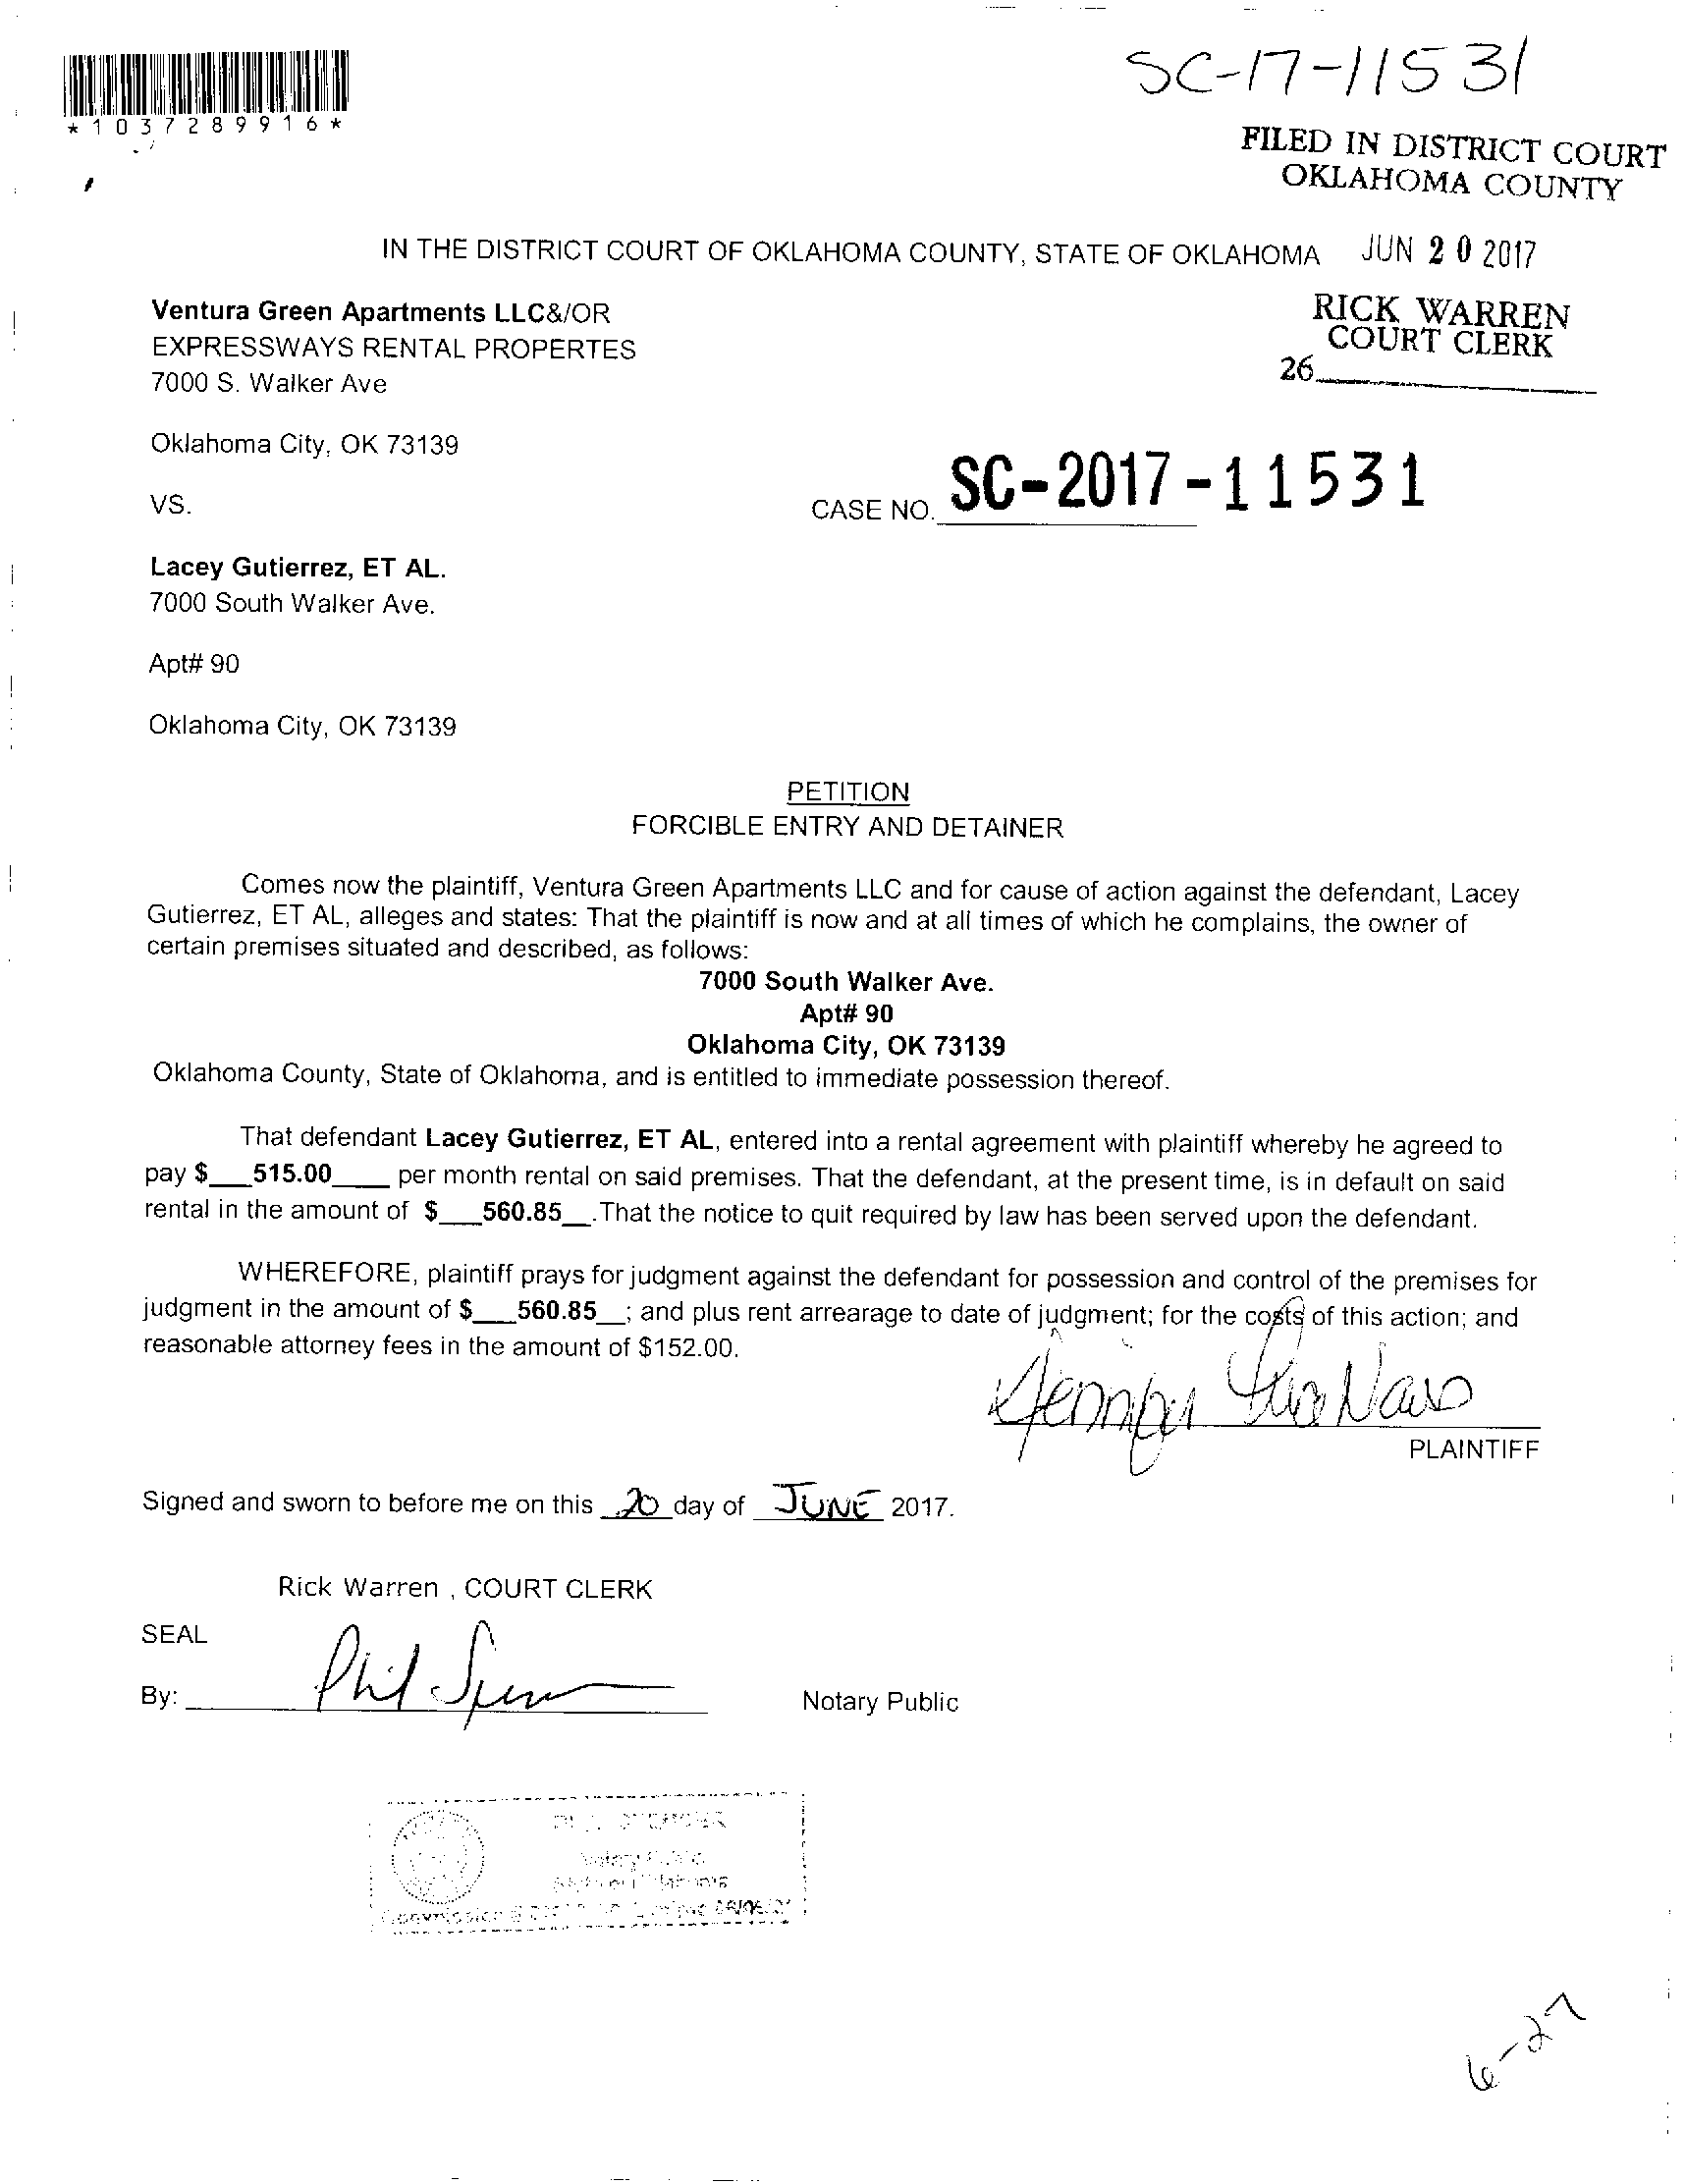 SC-17-11531
*1037289916*
FILED IN DISTRICT COURT
OKLAHOMA COUNTY
IN THE DISTRICT COURT OF OKLAHOMA COUNTY, STATE OF OKLAHOMA JUN 20 2017
Ventura Green Apartments LLC&/OR
RICK WARREN
EXPRESSWAYS RENTAL PROPERTES
COURT CLERK
7000 S. Walker Ave
26
Oklahoma City, OK 73139
VS.
CASE NO. SC-2017-11531
Lacey Gutierrez, ET AL.
7000 South Walker Ave.
Apt# 90
Oklahoma City, OK 73139
PETITION
FORCIBLE ENTRY AND DETAINER
Comes now the plaintiff, Ventura Green Apartments LLC and for cause of action against the defendant, Lacey
Gutierrez, ET AL, alleges and states: That the plaintiff is now and at all times of which he complains, the owner of
certain premises situated and described, as follows:
7000 South Walker Ave.
Apt# 90
Oklahoma City, OK 73139
Oklahoma County, State of Oklahoma, and is entitled to immediate possession thereof.
That defendant Lacey Gutierrez, ET AL, entered into a rental agreement with plaintiff whereby he agreed to
pay $___515.00____ per month rental on said premises. That the defendant, at the present time, is in default on said
rental in the amount of $___560.85__.That the notice to quit required by law has been served upon the defendant.
WHEREFORE, plaintiff prays for judgment against the defendant for possession and control of the premises for
judgment in the amount of $___560.85__; and plus rent arrearage to date of judgment; for the costs of this action; and
reasonable attorney fees in the amount of $152.00.
Jennifer
PLAINTIFF
Signed and sworn to before me on this 20 day of JUNE 2017.
Rick Warren , COURT CLERK
SEAL
By: Phil
Notary Public
Notary Public
6-27